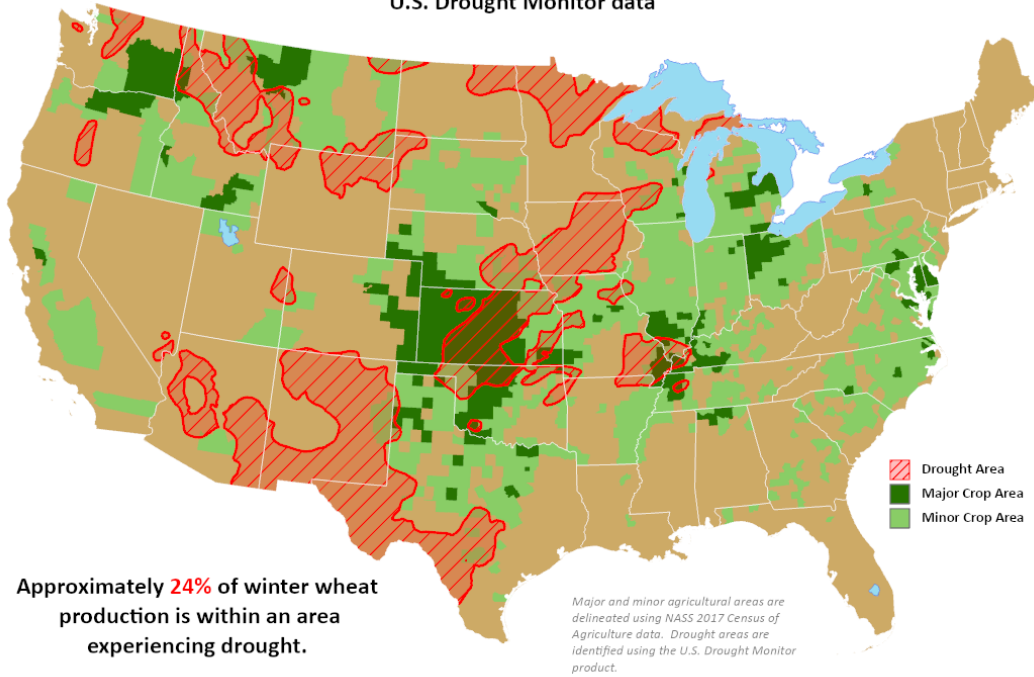 U.S. Drought Monitor data
Drought Area
Major Crop Area
Minor Crop Area
Approximately 24% of winter wheat
production is within an area
experiencing drought.
Major and minor agricultural areas are
delineated using NASS 2017 Census of
Agriculture data. Drought areas are
identified using the U.S. Drought Monitor
product.